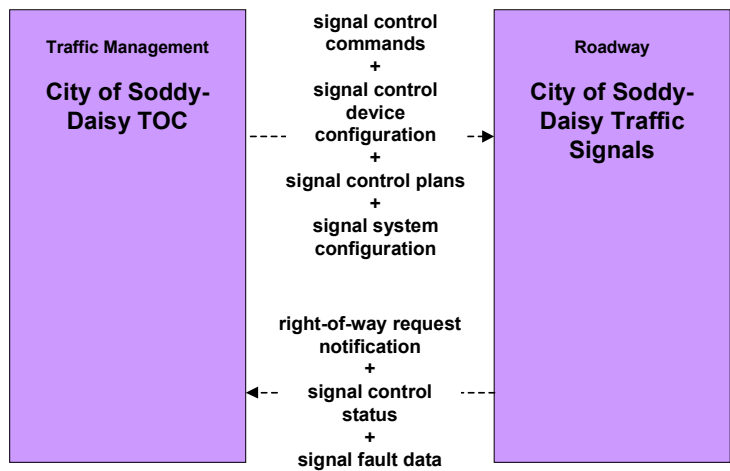 Traffic Management
City of Soddy-
Daisy TOC
signal control
commands
+
signal control
device
configuration
+
signal control plans
+
signal system
configuration
right-of-way request
notification
+
signal control
status
+
signal fault data
Roadway
City of Soddy-
Daisy Traffic
Signals